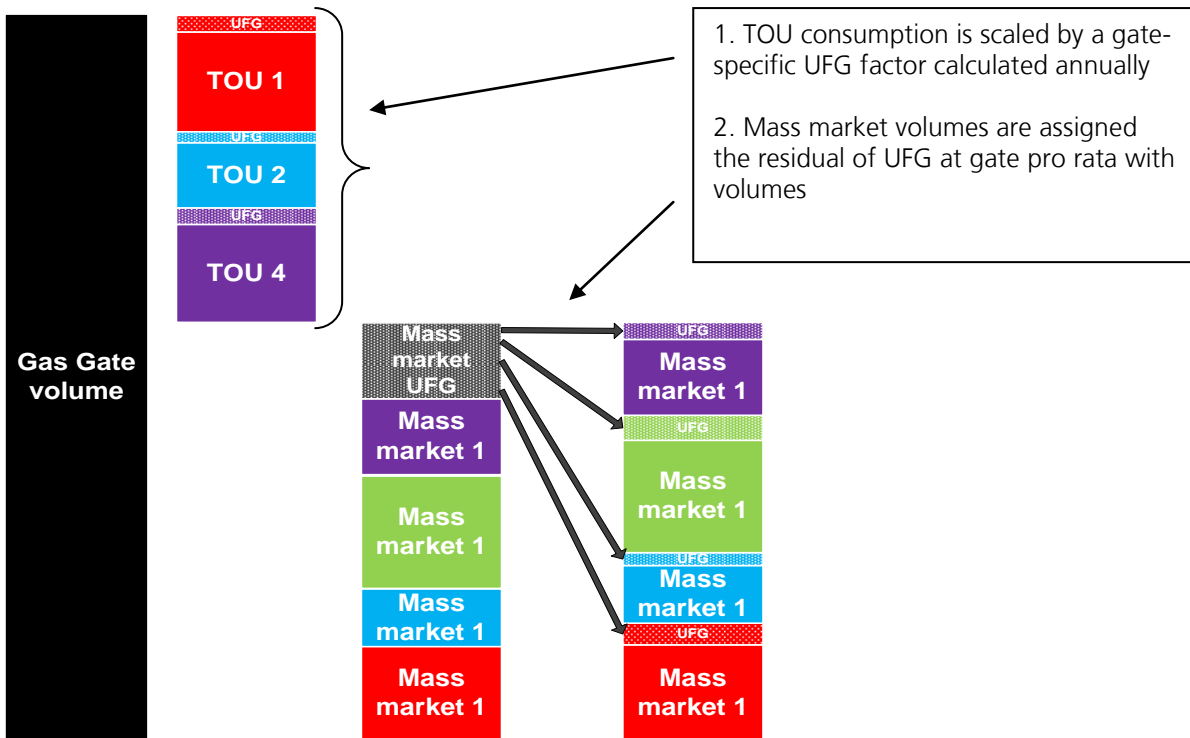 UFG
TOU 1
UFG
TOU 2
UFG
TOU 4
1. TOU consumption is scaled by a gate-
specific UFG factor calculated annually
2. Mass market volumes are assigned
the residual of UFG at gate pro rata with
volumes
Gas Gate
volume
Mass
market
UFG
Mass
market 1
Mass
market 1
Mass
market 1
Mass
market 1
UFG
Mass
market 1
UFG
Mass
market 1
UFG
Mass
market 1
UFG
Mass
market 1